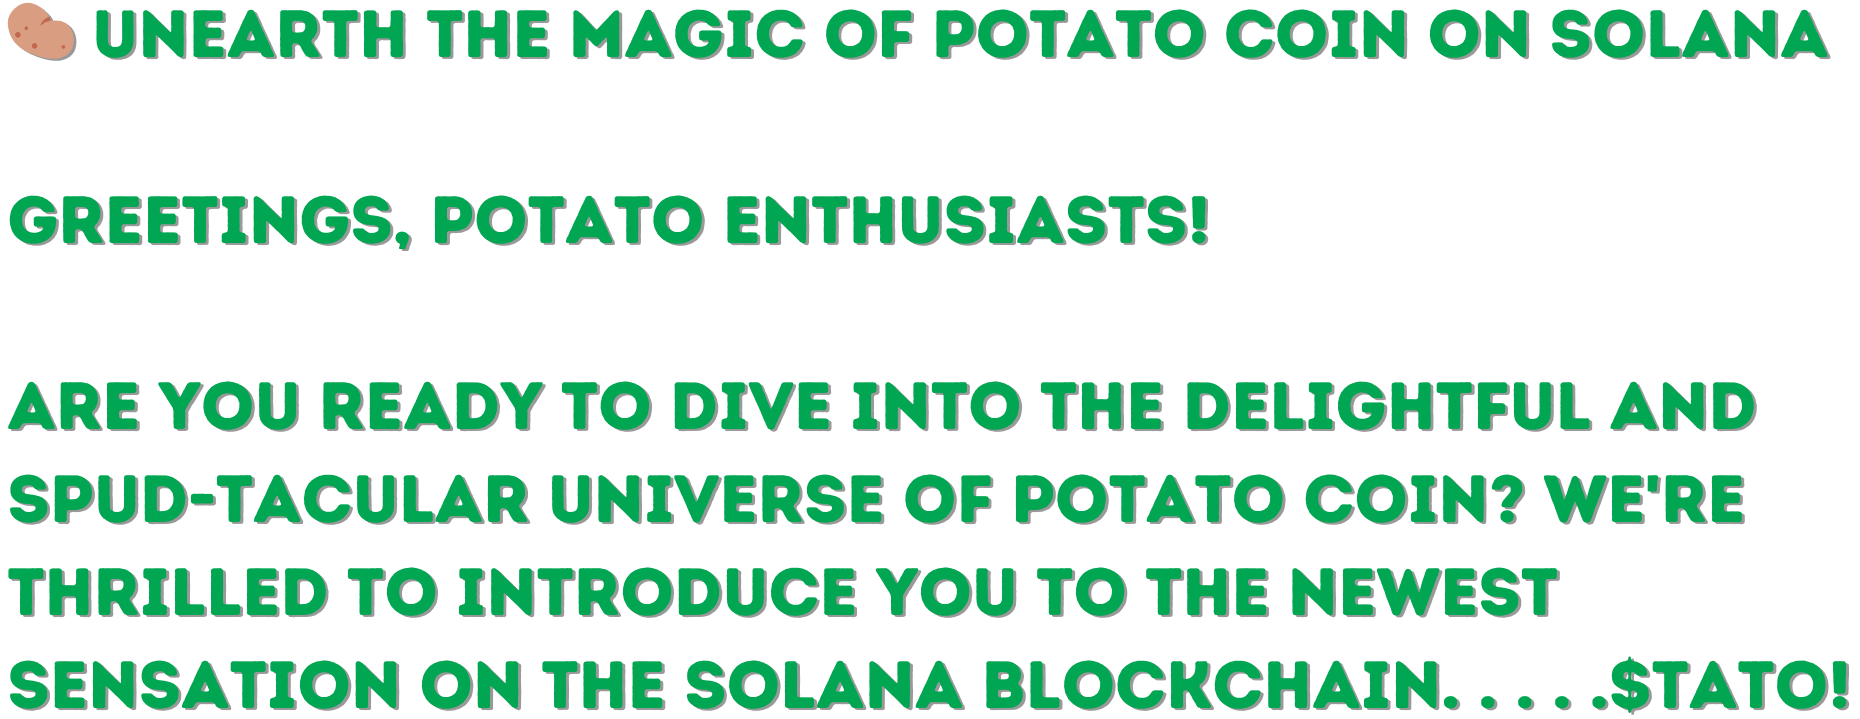 🥔 UNEARTH THE MAGIC OF POTATO COIN ON SOLANA
GREETINGS, POTATO ENTHUSIASTS!
ARE YOU READY TO DIVE INTO THE DELIGHTFUL AND
SPUD-TACULAR UNIVERSE OF POTATO COIN? WE'RE
THRILLED TO INTRODUCE YOU TO THE NEWEST
SENSATION ON THE SOLANA BLOCKCHAIN. . . . .$TATO!